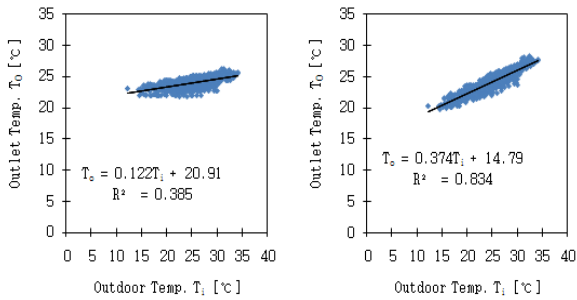 35
30
25
20
15
10
5
0
Outlet Temp. T₀ [℃]
Tₒ = 0.122Tᵢ + 20.91
R² = 0.385
0 5 10 15 20 25 30 35 40
Outdoor Temp. Tᵢ [℃]
35
30
25
20
15
10
5
0
Outlet Temp. T₀ [℃]
Tₒ = 0.374Tᵢ + 14.79
R² = 0.834
0 5 10 15 20 25 30 35 40
Outdoor Temp. Tᵢ [℃]